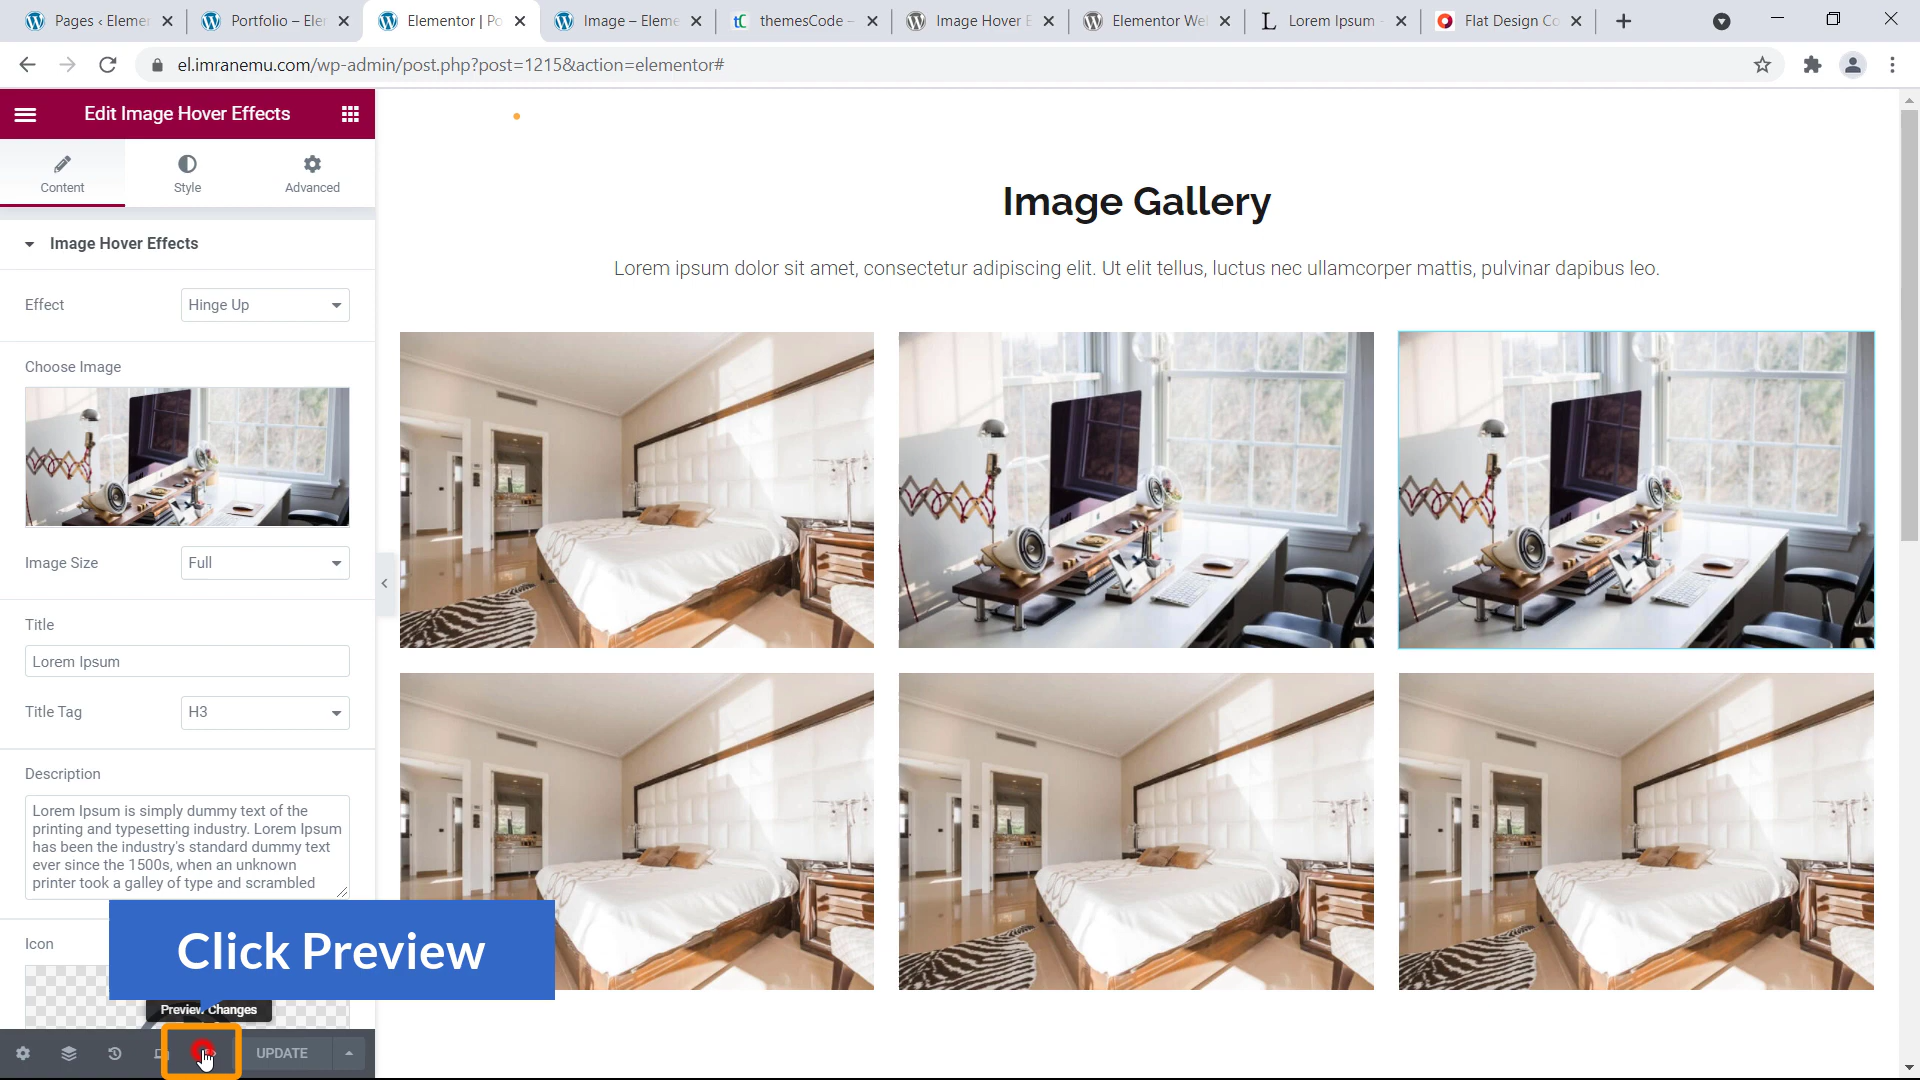 Pages ‹ Eleme
Portfolio – Ele
Elementor | Po
Image – Eleme
tC themesCode –
Image Hover E
Elementor We
L Lorem Ipsum -
Flat Design Co
el.imranemu.com/wp-admin/post.php?post=1215&action=elementor#
Edit Image Hover Effects
Content
Style
Advanced
Image Hover Effects
Effect
Hinge Up
Choose Image
Image Size
Full
Title
Lorem Ipsum
Title Tag
H3
Description
Lorem Ipsum is simply dummy text of the
printing and typesetting industry. Lorem Ipsum
has been the industry's standard dummy text
ever since the 1500s, when an unknown
printer took a galley of type and scrambled
Icon
Click Preview
Preview Changes
UPDATE
Image Gallery
Lorem ipsum dolor sit amet, consectetur adipiscing elit. Ut elit tellus, luctus nec ullamcorper mattis, pulvinar dapibus leo.